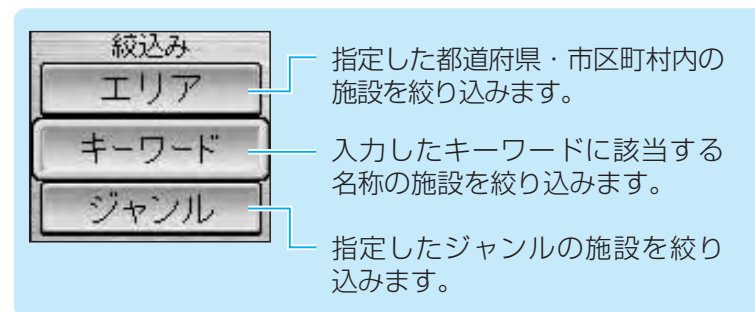 絞込み
エリア
キーワード
ジャンル
指定した都道府県・市区町村内の
施設を絞り込みます。
入力したキーワードに該当する
名称の施設を絞り込みます。
指定したジャンルの施設を絞り
込みます。